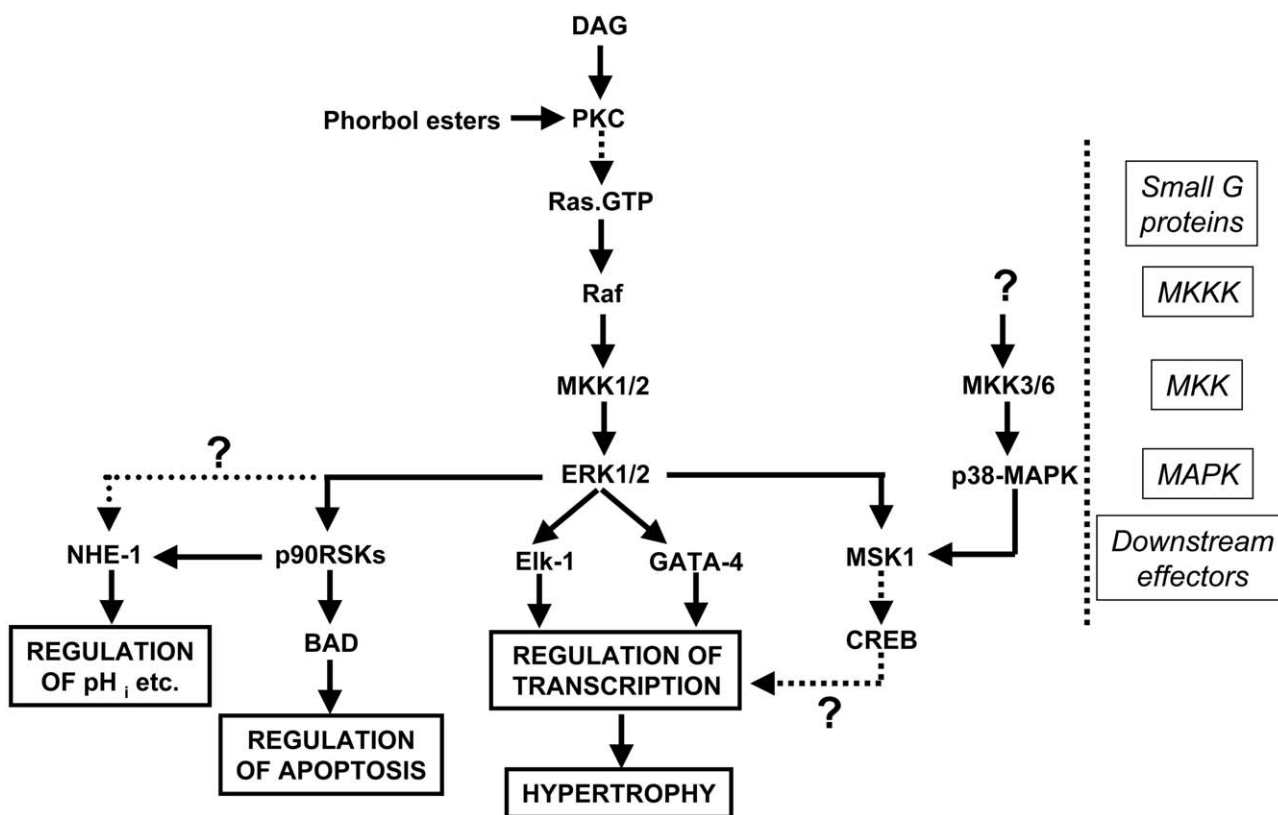 DAG
Phorbol esters
PKC
Ras.GTP
Small G
proteins
Raf
?
MKKK
MKK1/2
MKK3/6
MKK
?
ERK1/2
p38-MAPK
MAPK
NHE-1
p90RSKs
Elk-1
GATA-4
MSK1
Downstream
effectors
BAD
CREB
REGULATION
OF pH i etc.
REGULATION OF
TRANSCRIPTION
?
REGULATION
OF APOPTOSIS
HYPERTROPHY